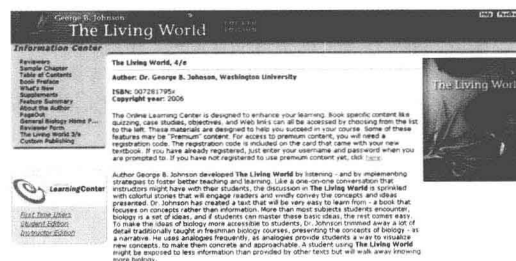 George B. Johnson
The Living World
Information Center
Reviewers
Sample Chapter
Table of Contents
Book Preface
What's New
Supplements
Feature Summary
About the Author
PageOut
General Biology Home P...
Reviewer Form
The Living World 3/e
Custom Publishing
LearningCenter
First Time Users
Student Edition
Instructor Edition
The Living World, 4/e
Author: Dr. George B. Johnson, Washington University
ISBN: 007281795x
Copyright year: 2006
The Online Learning Center is designed to enhance your learning. Book specific content like
quizzing, case studies, objectives, and Web links can all be accessed by choosing from the list
to the left. These materials are designed to help you succeed in your course. Some of these
features may be "Premium" content. For access to premium content, you will need a
registration code. The registration code is included on the card that came with your new
textbook. If you have already registered, just enter your username and password when you
are prompted to. If you have not registered to use premium content yet, click here.
Author George B. Johnson developed The Living World by listening - and by implementing
strategies to foster better teaching and learning. Like a one-on-one conversation that
instructors might have with their students, the discussion in The Living World is sprinkled
with colorful stories that will engage readers and vividly convey the ideas and concepts
presented. Dr. Johnson has created a text that will be very easy to learn from - a book that
focuses on concepts rather than information. More than most subjects students encounter,
biology is a set of ideas, and if students can master these basic ideas, the rest comes easy.
To make the ideas of biology more accessible to students, Dr. Johnson trimmed away a lot of
detail traditionally taught in freshman biology courses, presenting the concepts of biology - as
a narrative. He uses analogies frequently, as analogies provide students a way to visualize
new concepts, to make them concrete and approachable. A student using The Living World
might be exposed to less information than provided by other texts but will walk away knowing
more biology.
The Living World
Help